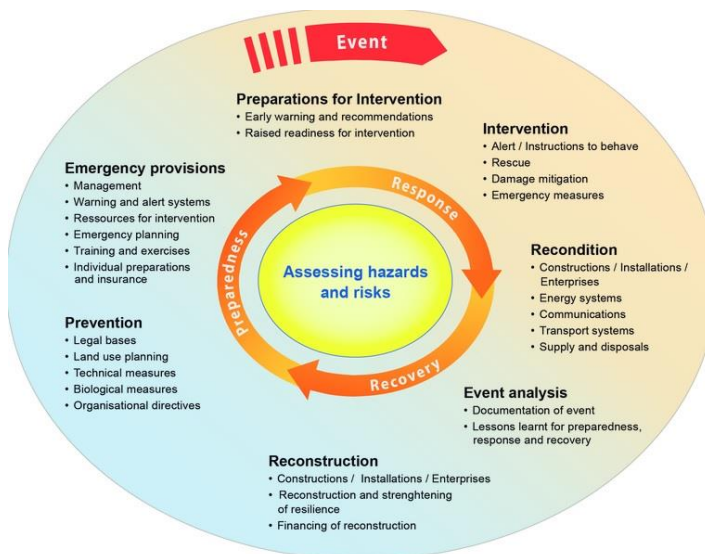 Event
Preparations for Intervention
• Early warning and recommendations
• Raised readiness for intervention
Intervention
• Alert / Instructions to behave
• Rescue
• Damage mitigation
• Emergency measures
Emergency provisions
• Management
• Warning and alert systems
• Ressources for intervention
• Emergency planning
• Training and exercises
• Individual preparations
and insurance
Response
Preparedness
Recovery
Assessing hazards
and risks
Recondition
• Constructions / Installations /
Enterprises
• Energy systems
• Communications
• Transport systems
• Supply and disposals
Prevention
• Legal bases
• Land use planning
• Technical measures
• Biological measures
• Organisational directives
Event analysis
• Documentation of event
• Lessons learnt for preparedness,
response and recovery
Reconstruction
• Constructions / Installations / Enterprises
• Reconstruction and strenghtening
of resilience
• Financing of reconstruction